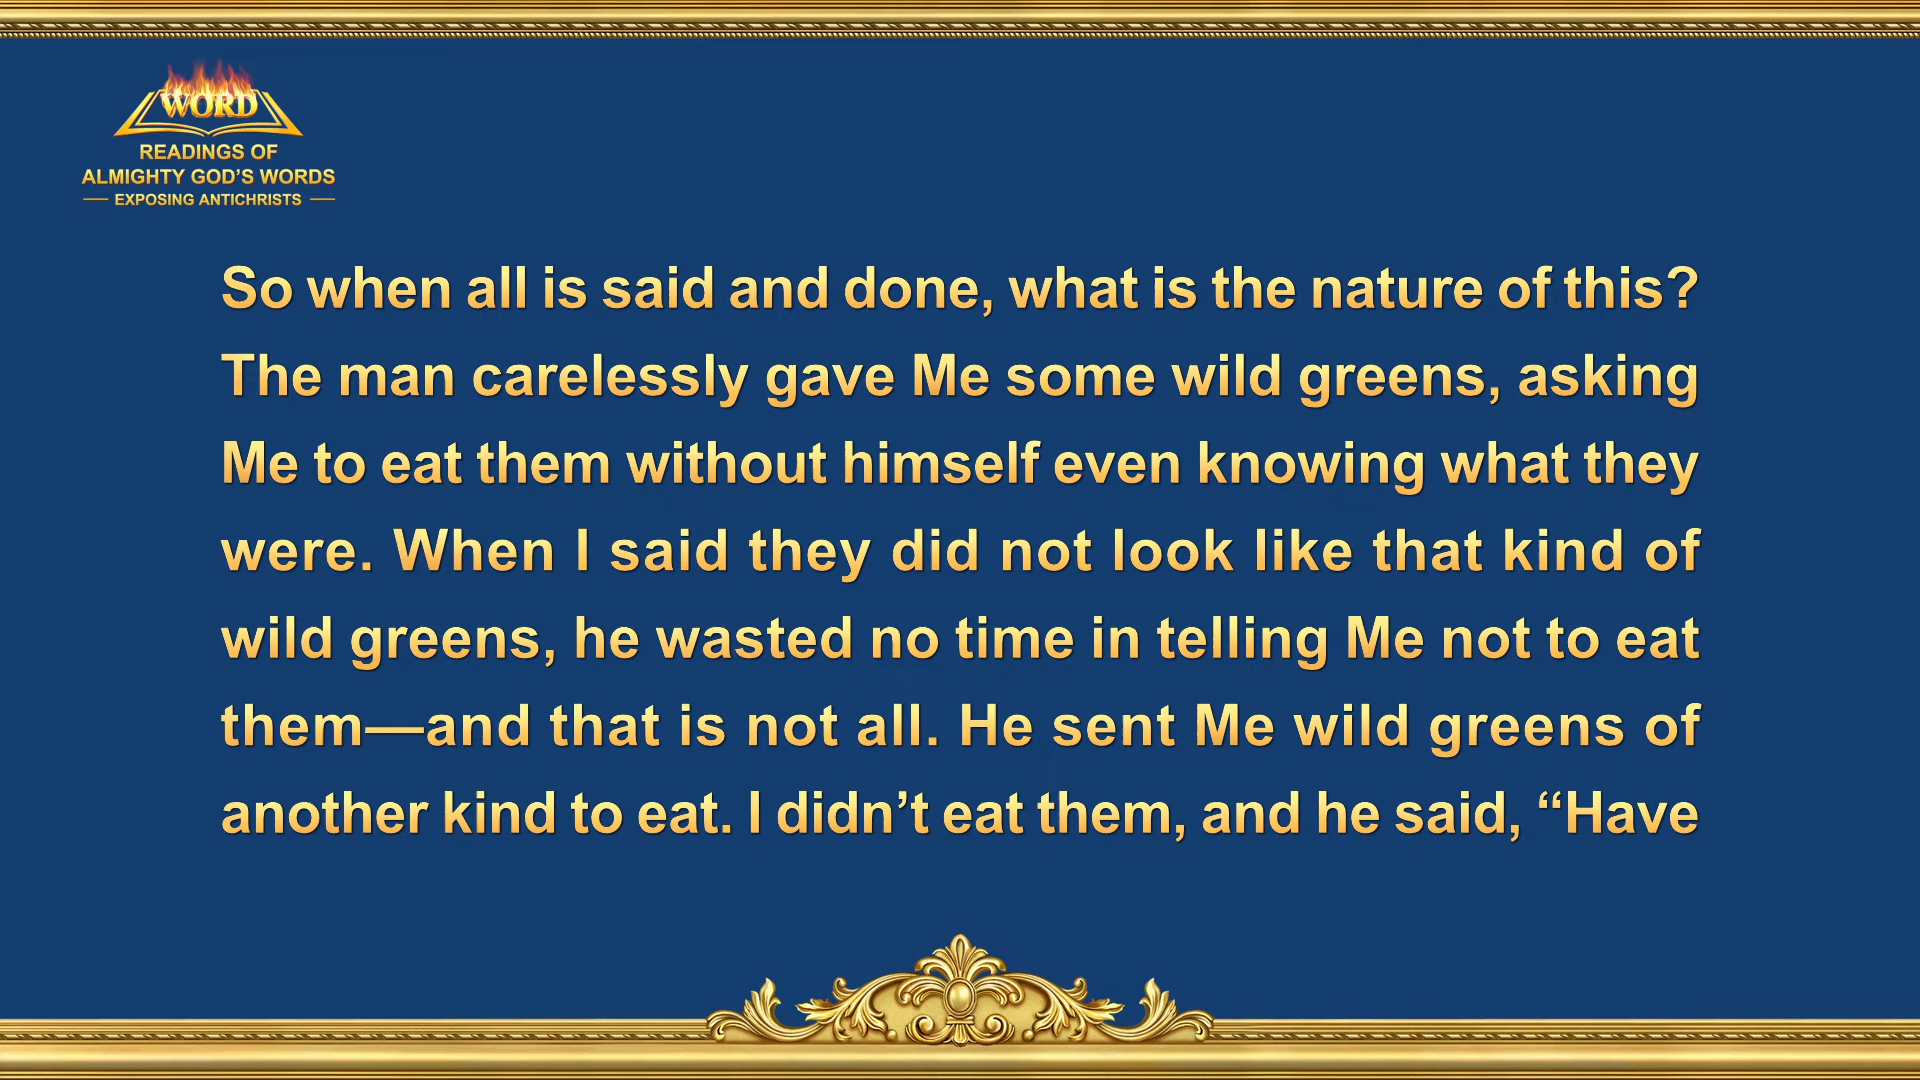 WORD
READINGS OF
ALMIGHTY GOD’S WORDS
EXPOSING ANTICHRISTS
So when all is said and done, what is the nature of this?
The man carelessly gave Me some wild greens, asking
Me to eat them without himself even knowing what they
were. When I said they did not look like that kind of
wild greens, he wasted no time in telling Me not to eat
them—and that is not all. He sent Me wild greens of
another kind to eat. I didn’t eat them, and he said, “Have